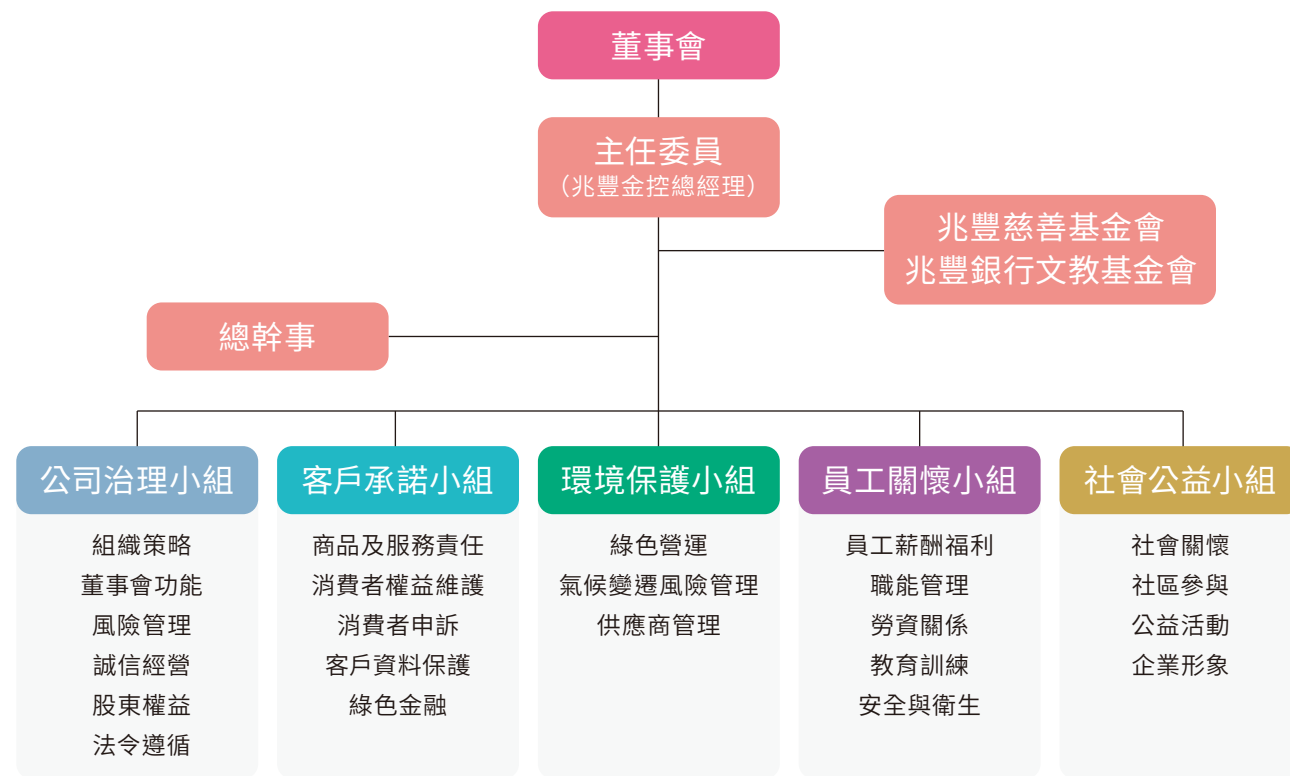 董事會
主任委員
（兆豐金控總經理）
兆豐慈善基金會
兆豐銀行文教基金會
總幹事
公司治理小組
組織策略
董事會功能
風險管理
誠信經營
股東權益
法令遵循
客戶承諾小組
商品及服務責任
消費者權益維護
消費者申訴
客戶資料保護
綠色金融
環境保護小組
綠色營運
氣候變遷風險管理
供應商管理
員工關懷小組
員工薪酬福利
職能管理
勞資關係
教育訓練
安全與衛生
社會公益小組
社會關懷
社區參與
公益活動
企業形象